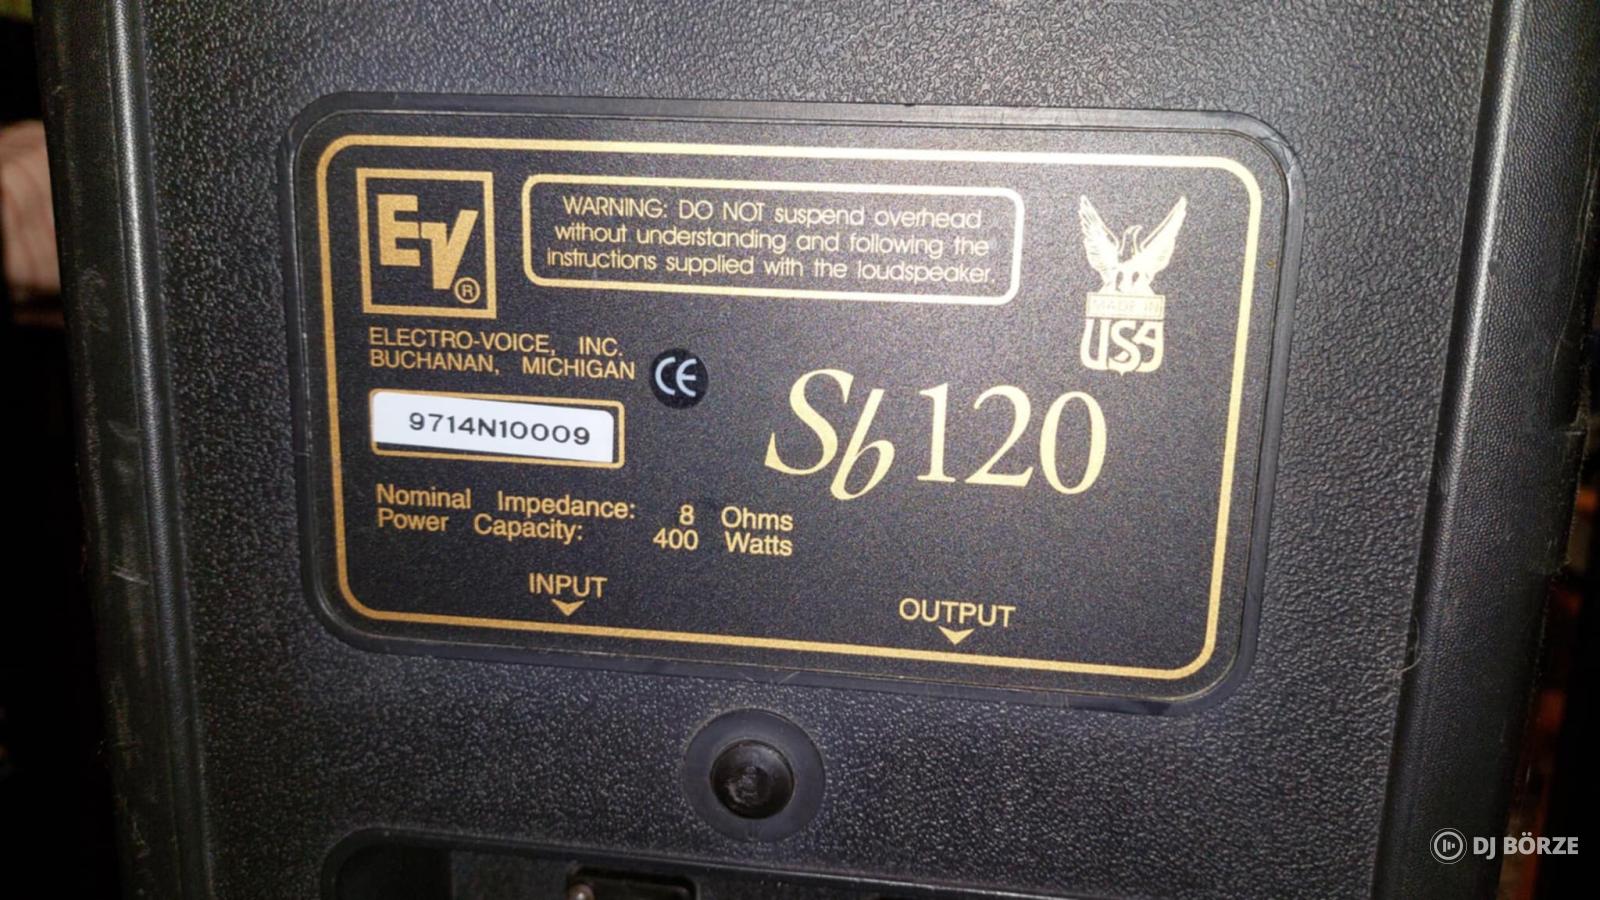 EV®
WARNING: DO NOT suspend overhead
without understanding and following the
instructions supplied with the loudspeaker.
MADE IN
USA
ELECTRO-VOICE, INC.
BUCHANAN, MICHIGAN
CE
9714N10009
Sb120
Nominal Impedance: 8 Ohms
Power Capacity: 400 Watts
INPUT
OUTPUT
DJ BÖRZE